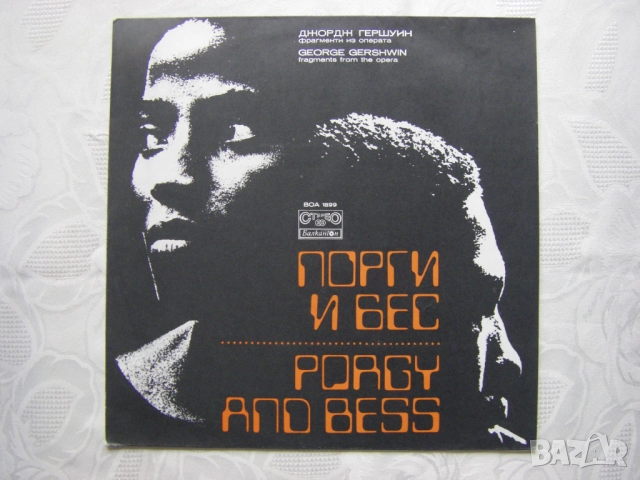 ДЖОРДЖ ГЕРШУИН
фрагменти из операта
GEORGE GERSHWIN
fragments from the opera
ВОА 1899
СТЕРЕО
Балкантон
ПОРГИ
И БЕС
PORGY
AND BESS
BAZAR